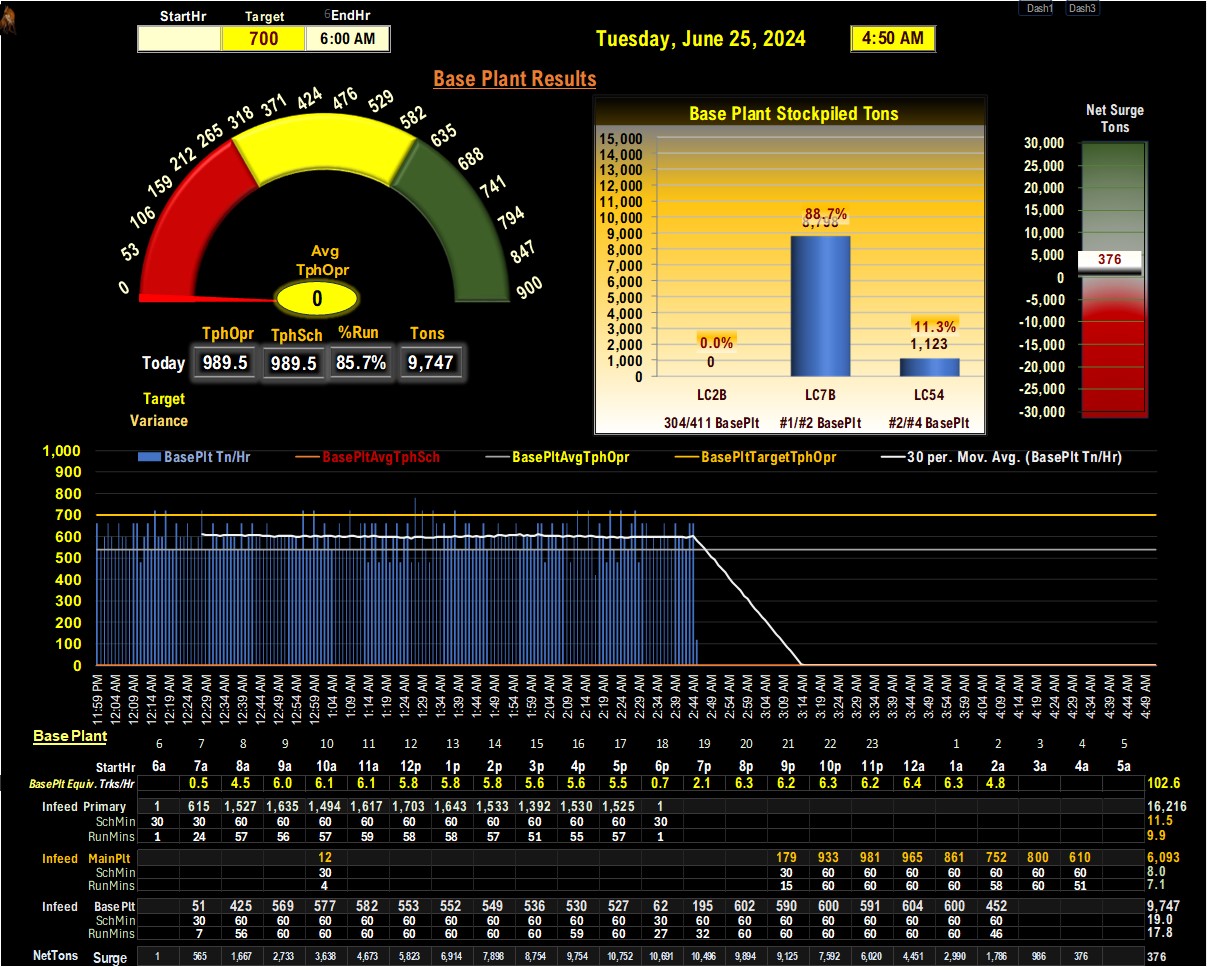 Dash1 Dash3
StartHr Target 6 EndHr
700 6:00 AM
Tuesday, June 25, 2024 4:50 AM
Base Plant Results
0 53 106 159 212 265 318 371 424 476 529 582 635 688 741 794 847 900
Avg
TphOpr
0
TphOpr TphSch %Run Tons
Today 989.5 989.5 85.7% 9,747
Target
Variance
Base Plant Stockpiled Tons
15,000
14,000
13,000
12,000
11,000
10,000
9,000
8,000
7,000
6,000
5,000
4,000
3,000
2,000
1,000
0
88.7%
8,798
0.0%
0
11.3%
1,123
LC2B LC7B LC54
304/411 BasePlt #1/#2 BasePlt #2/#4 BasePlt
Net Surge
Tons
30,000
25,000
20,000
15,000
10,000
5,000
0
-5,000
-10,000
-15,000
-20,000
-25,000
-30,000
376
BasePlt Tn/Hr BasePltAvgTphSch BasePltAvgTphOpr BasePltTargetTphOpr 30 per. Mov. Avg. (BasePlt Tn/Hr)
1,000
900
800
700
600
500
400
300
200
100
0
11:59 PM 12:04 AM 12:09 AM 12:14 AM 12:19 AM 12:24 AM 12:29 AM 12:34 AM 12:39 AM 12:44 AM 12:49 AM 12:54 AM 12:59 AM 1:04 AM 1:09 AM 1:14 AM 1:19 AM 1:24 AM 1:29 AM 1:34 AM 1:39 AM 1:44 AM 1:49 AM 1:54 AM 1:59 AM 2:04 AM 2:09 AM 2:14 AM 2:19 AM 2:24 AM 2:29 AM 2:34 AM 2:39 AM 2:44 AM 2:49 AM 2:54 AM 2:59 AM 3:04 AM 3:09 AM 3:14 AM 3:19 AM 3:24 AM 3:29 AM 3:34 AM 3:39 AM 3:44 AM 3:49 AM 3:54 AM 3:59 AM 4:04 AM 4:09 AM 4:14 AM 4:19 AM 4:24 AM 4:29 AM 4:34 AM 4:39 AM 4:44 AM 4:49 AM
Base Plant
6 7 8 9 10 11 12 13 14 15 16 17 18 19 20 21 22 23 1 2 3 4 5
StartHr 6a 7a 8a 9a 10a 11a 12p 1p 2p 3p 4p 5p 6p 7p 8p 9p 10p 11p 12a 1a 2a 3a 4a 5a
BasePlt Equiv. Trks/Hr 0.5 4.5 6.0 6.1 6.1 5.8 5.8 5.8 5.6 5.6 5.5 0.7 2.1 6.3 6.2 6.3 6.2 6.4 6.3 4.8 102.6
Infeed Primary 1 615 1,527 1,635 1,494 1,617 1,703 1,643 1,533 1,392 1,530 1,525 1 16,216
SchMin 30 30 60 60 60 60 60 60 60 60 60 60 30 11.5
RunMins 1 24 57 56 57 59 58 58 57 51 55 57 1 9.9
Infeed MainPlt 12 179 933 981 965 861 752 800 610 6,093
SchMin 30 30 60 60 60 60 60 60 60 8.0
RunMins 4 15 60 60 60 60 58 60 51 7.1
Infeed BasePlt 51 425 569 577 582 553 552 549 536 530 527 62 195 602 590 600 591 604 600 452 9,747
SchMin 30 60 60 60 60 60 60 60 60 60 60 30 60 60 60 60 60 60 60 60 19.0
RunMins 7 56 60 60 60 60 60 60 60 59 60 27 32 60 60 60 60 60 60 46 17.8
NetTons Surge 1 565 1,667 2,733 3,638 4,673 5,823 6,914 7,898 8,754 9,754 10,752 10,691 10,496 9,894 9,125 7,592 6,020 4,451 2,990 1,786 986 376 376